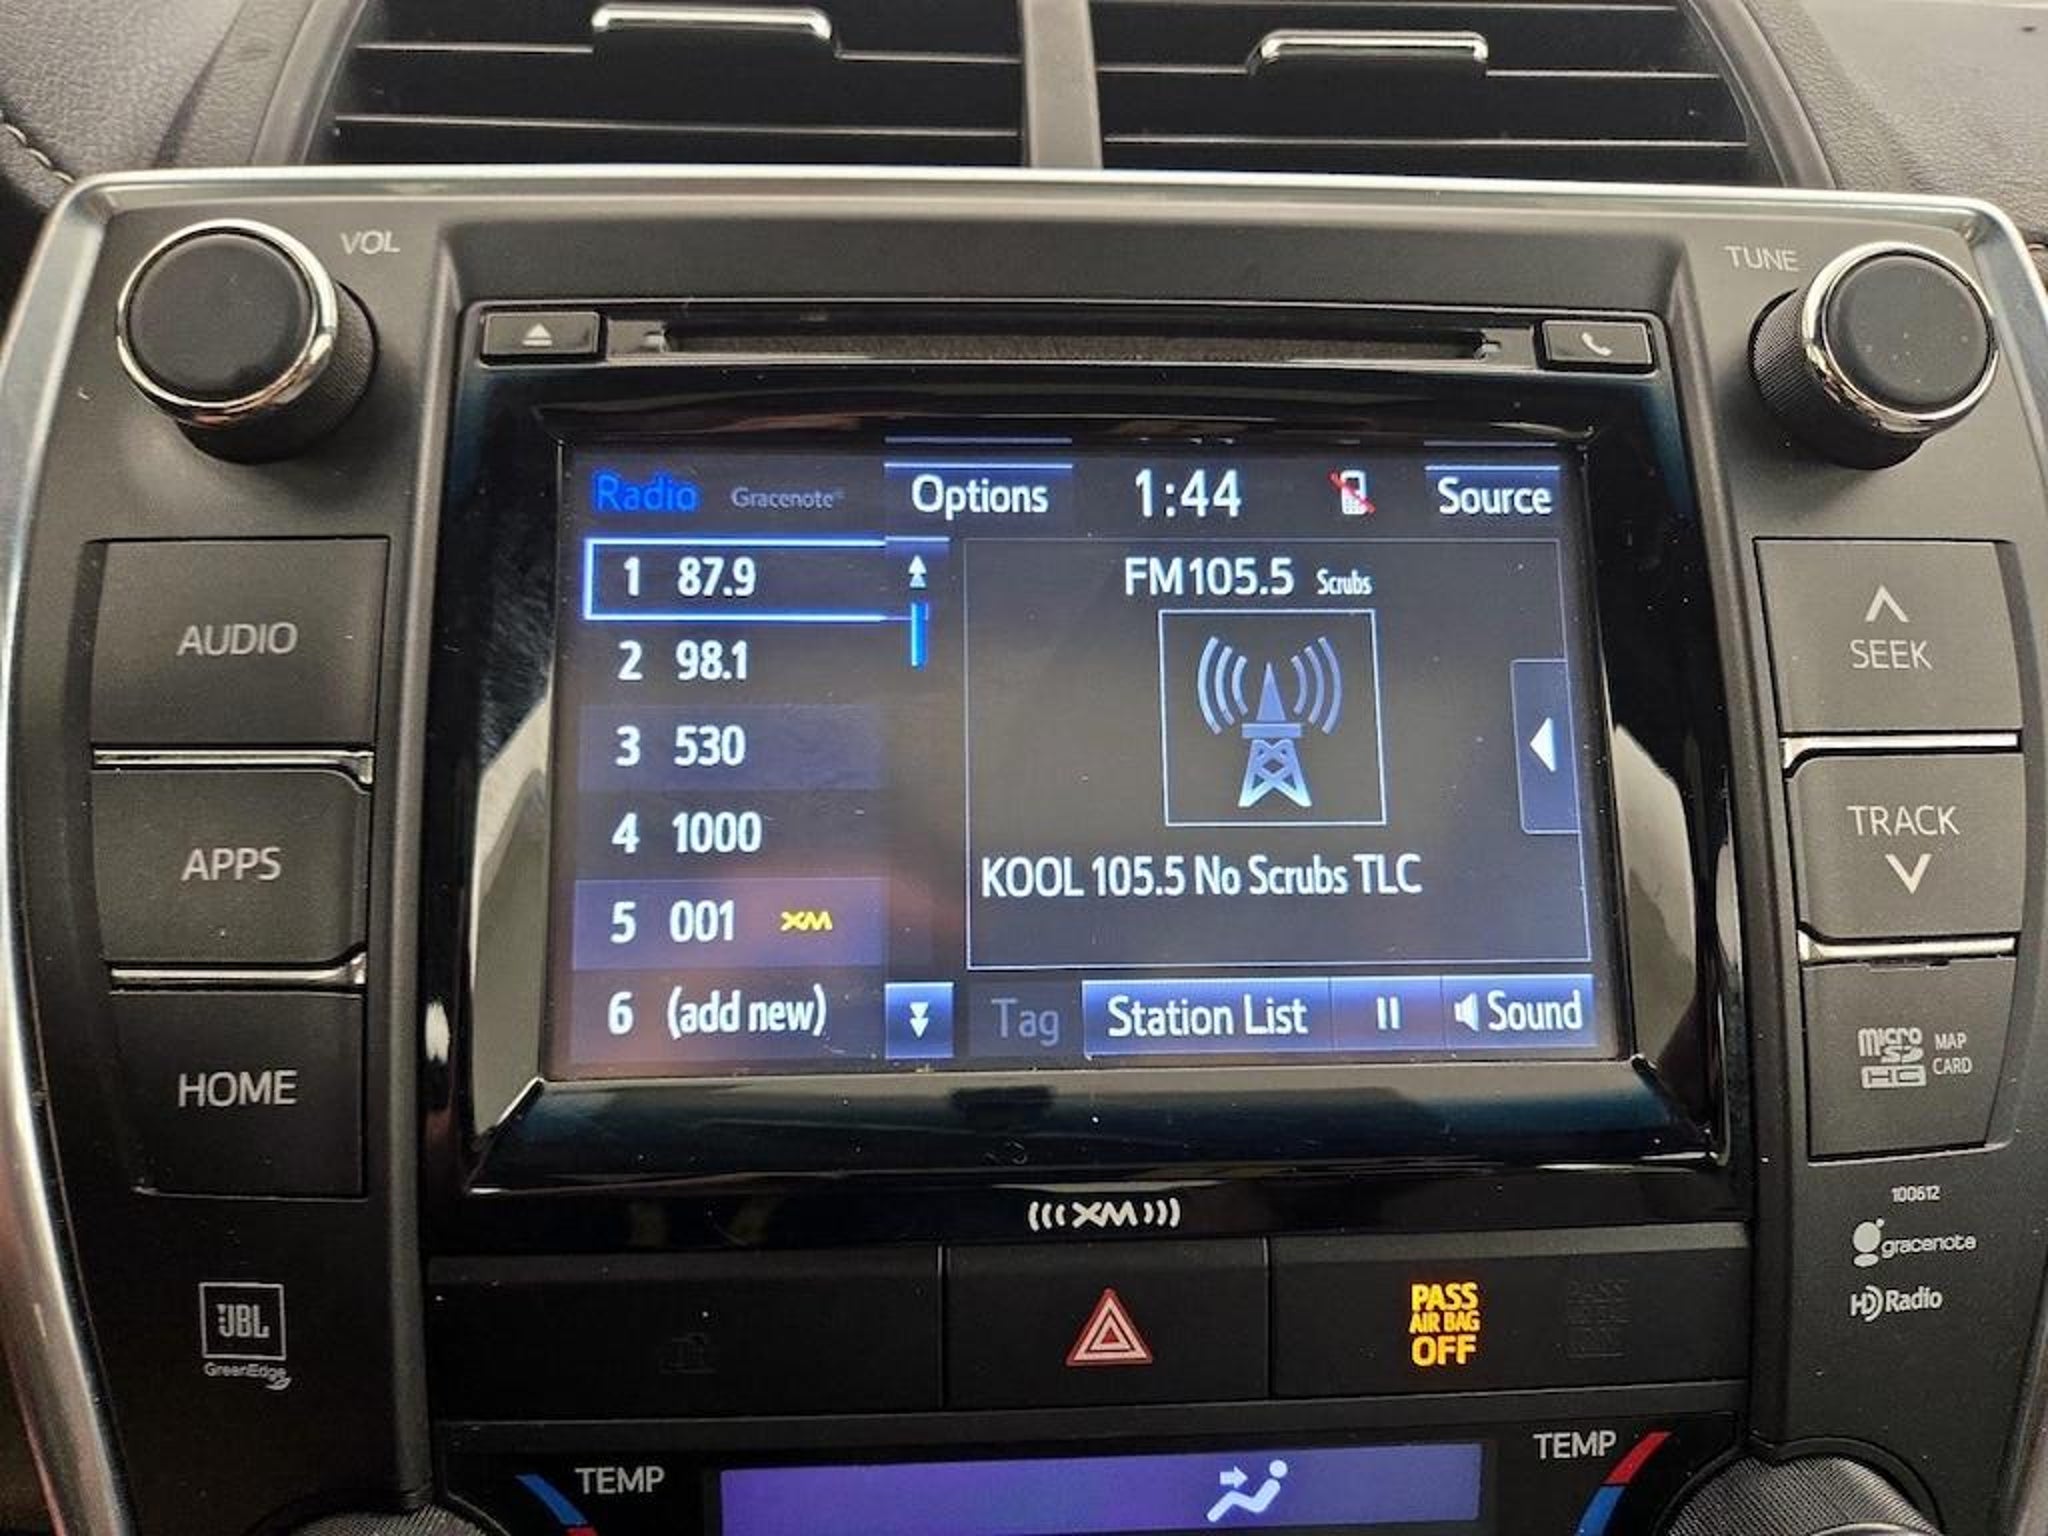 VOL
TUNE
Radio Gracenote® Options 1:44 Source
1 87.9
2 98.1
3 530
4 1000
5 001 XM
6 (add new)
FM105.5 Scrubs
KOOL 105.5 No Scrubs TLC
Tag Station List Sound
AUDIO
APPS
HOME
SEEK
TRACK
micro SD HC MAP CARD
100612
gracenote
HD Radio
XM
JBL
GreenEdge
PASS
AIR BAG
OFF
TEMP
TEMP